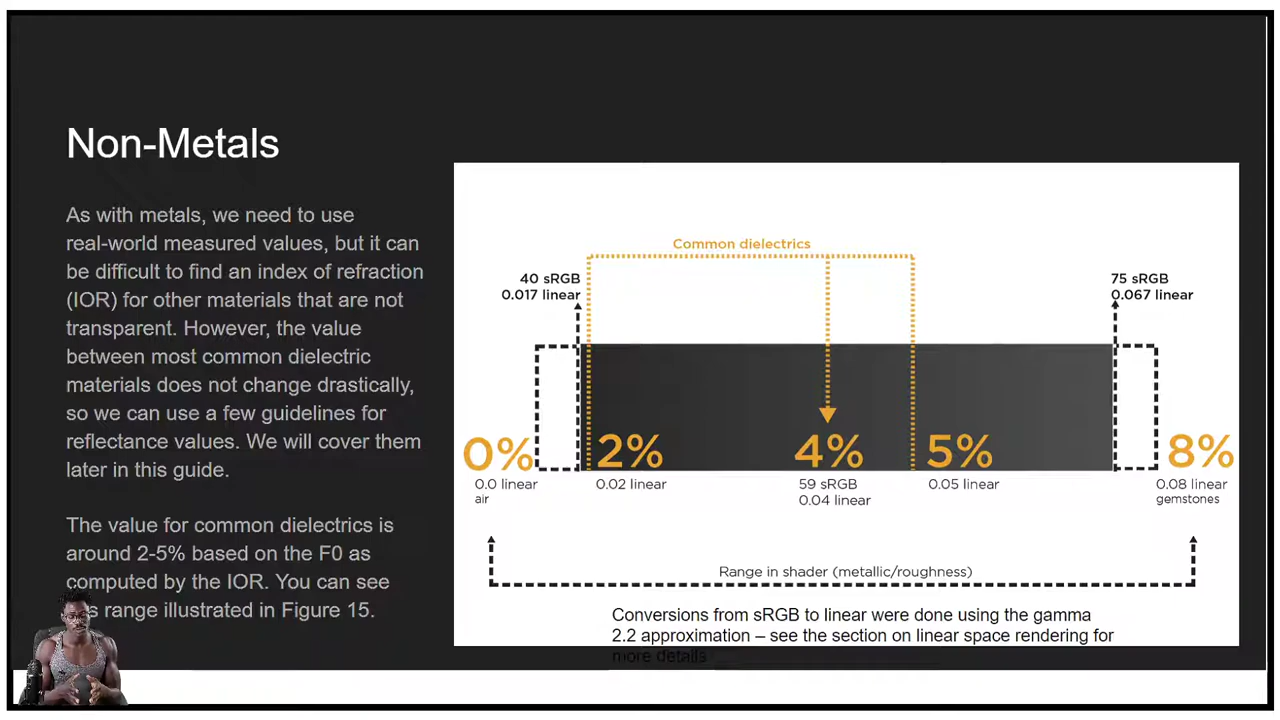 Non-Metals
As with metals, we need to use
real-world measured values, but it can
be difficult to find an index of refraction
(IOR) for other materials that are not
transparent. However, the value
between most common dielectric
materials does not change drastically,
so we can use a few guidelines for
reflectance values. We will cover them
later in this guide.
The value for common dielectrics is
around 2-5% based on the F0 as
computed by the IOR. You can see
range illustrated in Figure 15.
Common dielectrics
40 sRGB
0.017 linear
75 sRGB
0.067 linear
0%
2%
4%
5%
8%
0.0 linear
air
0.02 linear
59 sRGB
0.04 linear
0.05 linear
0.08 linear
gemstones
Range in shader (metallic/roughness)
Conversions from sRGB to linear were done using the gamma
2.2 approximation – see the section on linear space rendering for
more details